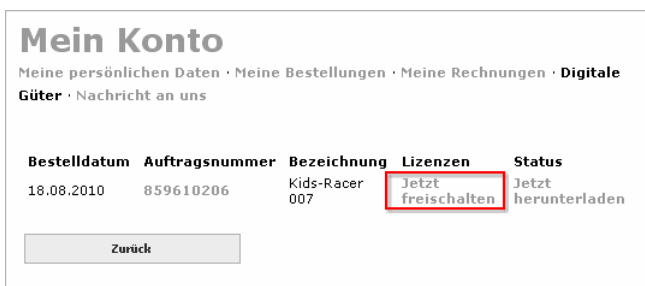 Mein Konto
Meine persönlichen Daten · Meine Bestellungen · Meine Rechnungen · Digitale
Güter · Nachricht an uns
Bestelldatum Auftragsnummer Bezeichnung Lizenzen Status
18.08.2010 859610206 Kids-Racer Jetzt Jetzt
007 freischalten herunterladen
Zurück